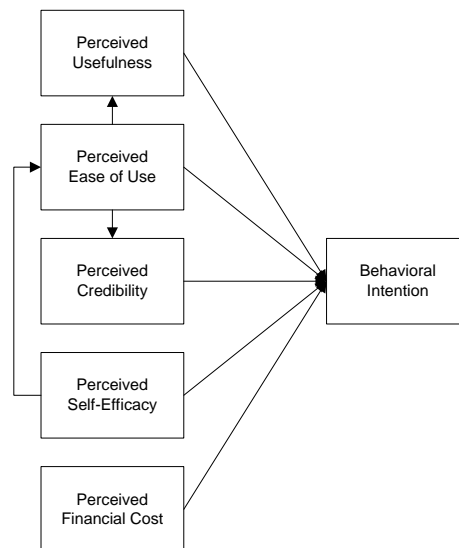 Perceived
Usefulness
Perceived
Ease of Use
Perceived
Credibility
Behavioral
Intention
Perceived
Self-Efficacy
Perceived
Financial Cost